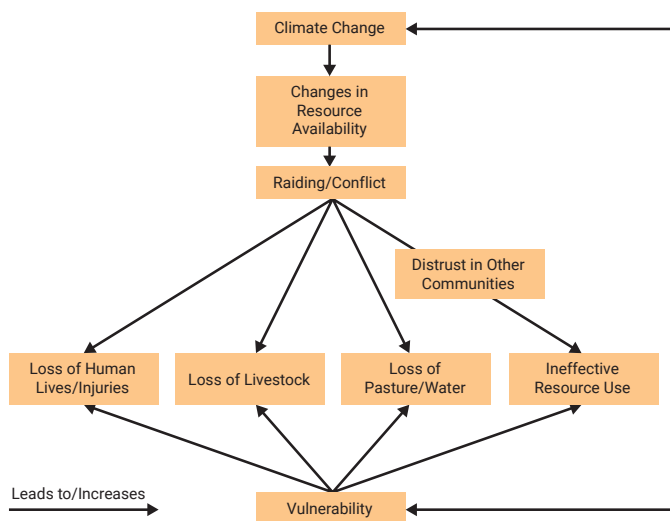 Climate Change
Changes in
Resource
Availability
Raiding/Conflict
Distrust in Other
Communities
Loss of Human
Lives/Injuries
Loss of Livestock
Loss of
Pasture/Water
Ineffective
Resource Use
Leads to/Increases
Vulnerability